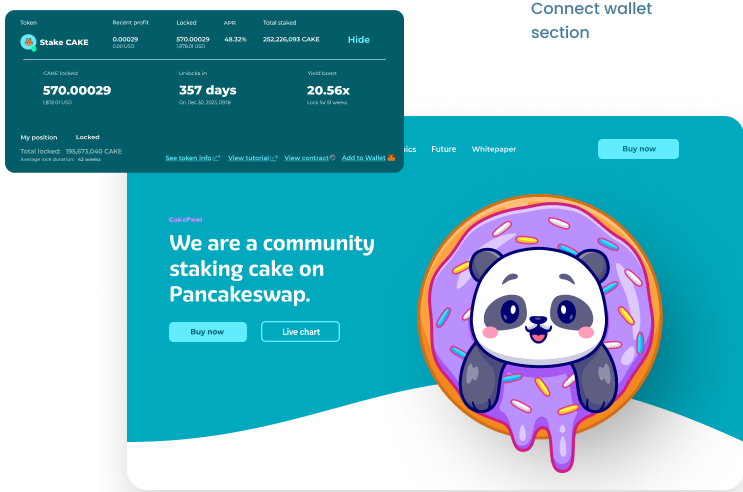 Connect wallet
section
Token Recent profit Locked APR Total staked
Stake CAKE 0.00029 570.00029 48.32% 252,226,093 CAKE Hide
0.00 USD 1,878.01 USD
CAKE locked Unlocks in Yield boost
570.00029 357 days 20.56x
1,878.01 USD On Dec. 30, 2023, 09:18 Lock for 51 weeks
My position Locked
Total locked: 195,673,040 CAKE
Average lock duration: 42 weeks
See token info View tutorial View contract Add to Wallet
ics Future Whitepaper Buy now
CakePool
We are a community
staking cake on
Pancakeswap.
Buy now Live chart